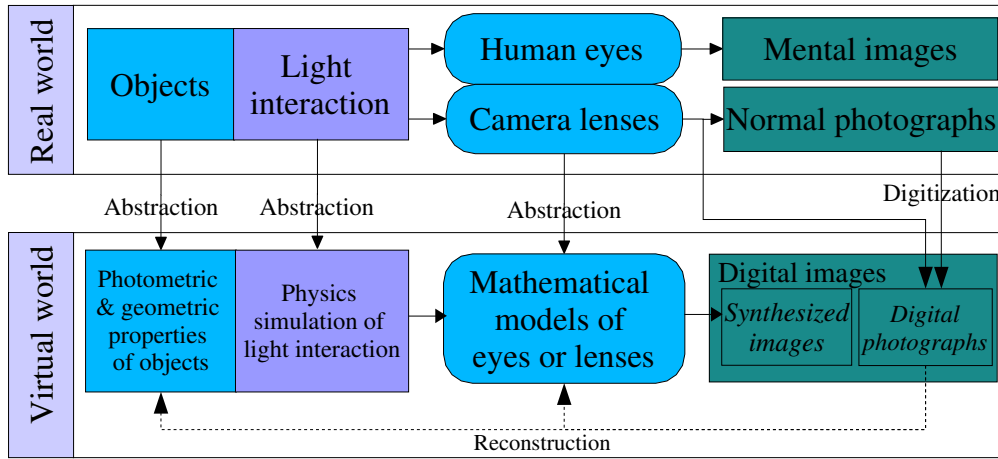 Real world
Objects
Light
interaction
Human eyes
Mental images
Camera lenses
Normal photographs
Abstraction
Abstraction
Abstraction
Digitization
Virtual world
Photometric
& geometric
properties
of objects
Physics
simulation of
light interaction
Mathematical
models of
eyes or lenses
Digital images
Synthesized
images
Digital
photographs
Reconstruction